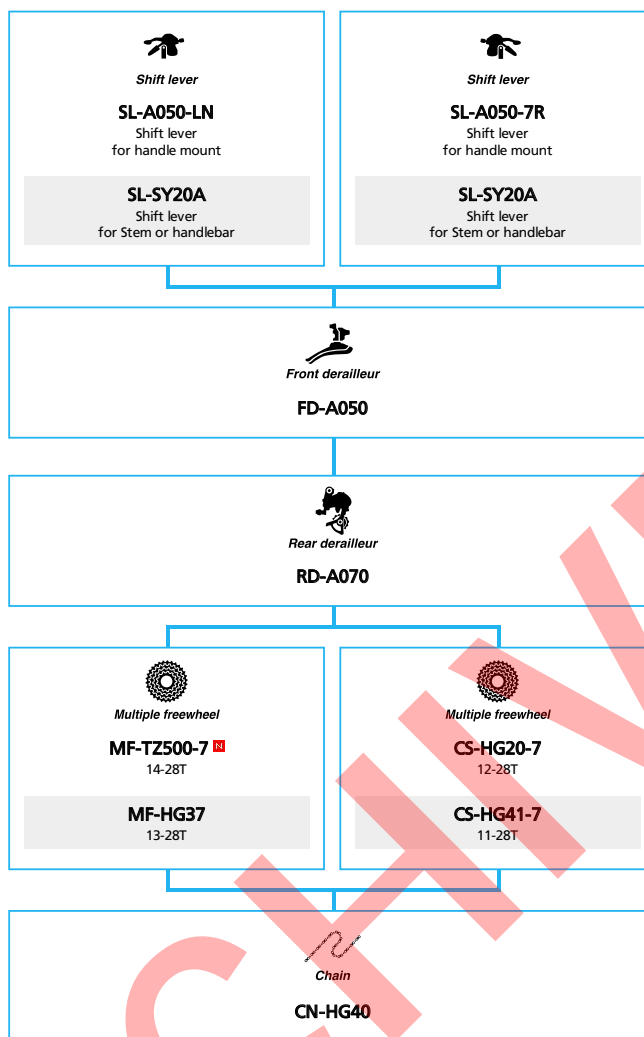 Shift lever
SL-A050-LN
Shift lever
for handle mount
SL-SY20A
Shift lever
for Stem or handlebar
Shift lever
SL-A050-7R
Shift lever
for handle mount
SL-SY20A
Shift lever
for Stem or handlebar
Front derailleur
FD-A050
Rear derailleur
RD-A070
Multiple freewheel
MF-TZ500-7 N
14-28T
MF-HG37
13-28T
Multiple freewheel
CS-HG20-7
12-28T
CS-HG41-7
11-28T
Chain
CN-HG40
CHIV